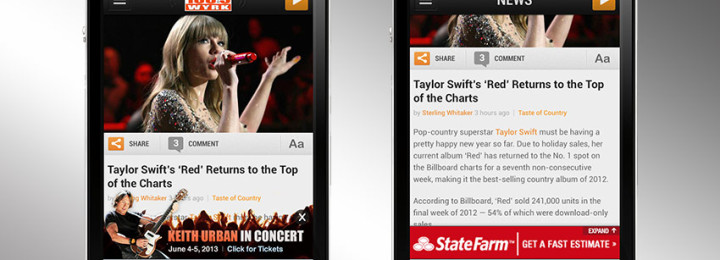 WYRK
SHARE
3
COMMENT
Aa
Taylor Swift's 'Red' Returns to the Top
of the Charts
Whitaker
hours ago | Taste of Country
X
KEITH URBAN IN CONCERT
June 4-5, 2013 | Click for Tickets
NEWS
SHARE
3
COMMENT
Aa
Taylor Swift's 'Red' Returns to the Top
of the Charts
by Sterling Whitaker 3 hours ago | Taste of Country
Pop-country superstar Taylor Swift must be having a
pretty happy new year so far. Due to holiday sales, her
current album 'Red' has returned to the No. 1 spot on
the Billboard charts for a seventh non-consecutive
week, making it the best-selling country album of 2012.
According to Billboard, 'Red' sold 241,000 units in the
final week of 2012 — 54% of which were download-only
sales
EXPAND ↑
StateFarm™ | GET A FAST ESTIMATE >